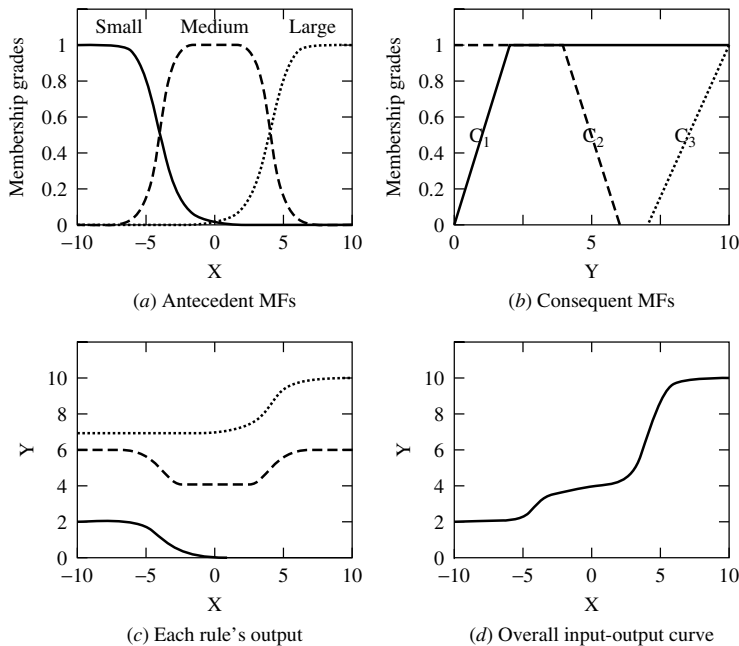 Small Medium Large
1
0.8
0.6
0.4
0.2
0
Membership grades
−10 −5 0 5 10
X
(a) Antecedent MFs
1
0.8
0.6
0.4
0.2
0
Membership grades
C1 C2 C3
0 5 10
Y
(b) Consequent MFs
10
8
6
4
2
0
Y
−10 −5 0 5 10
X
(c) Each rule's output
10
8
6
4
2
0
Y
−10 −5 0 5 10
X
(d) Overall input-output curve